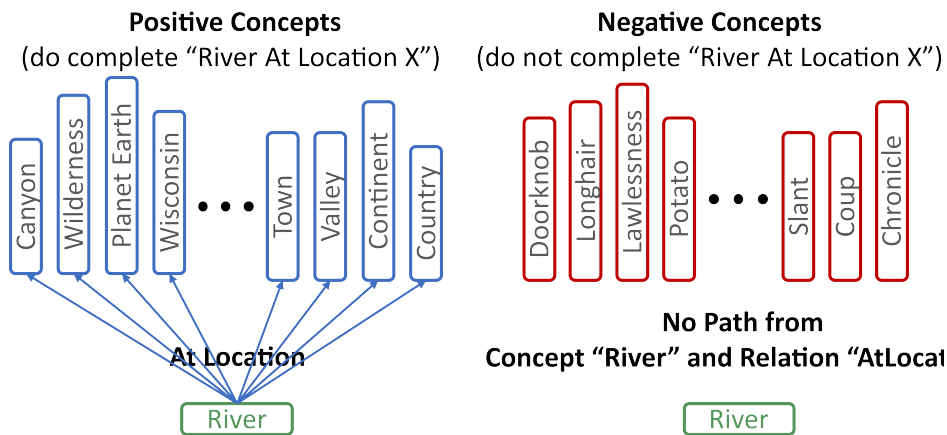 Positive Concepts
(do complete “River At Location X”)
Canyon
Wilderness
Planet Earth
Wisconsin
• • •
Town
Valley
Continent
Country
At Location
River
Negative Concepts
(do not complete “River At Location X”)
Doorknob
Longhair
Lawlessness
Potato
• • •
Slant
Coup
Chronicle
No Path from
Concept “River” and Relation “AtLocat
River